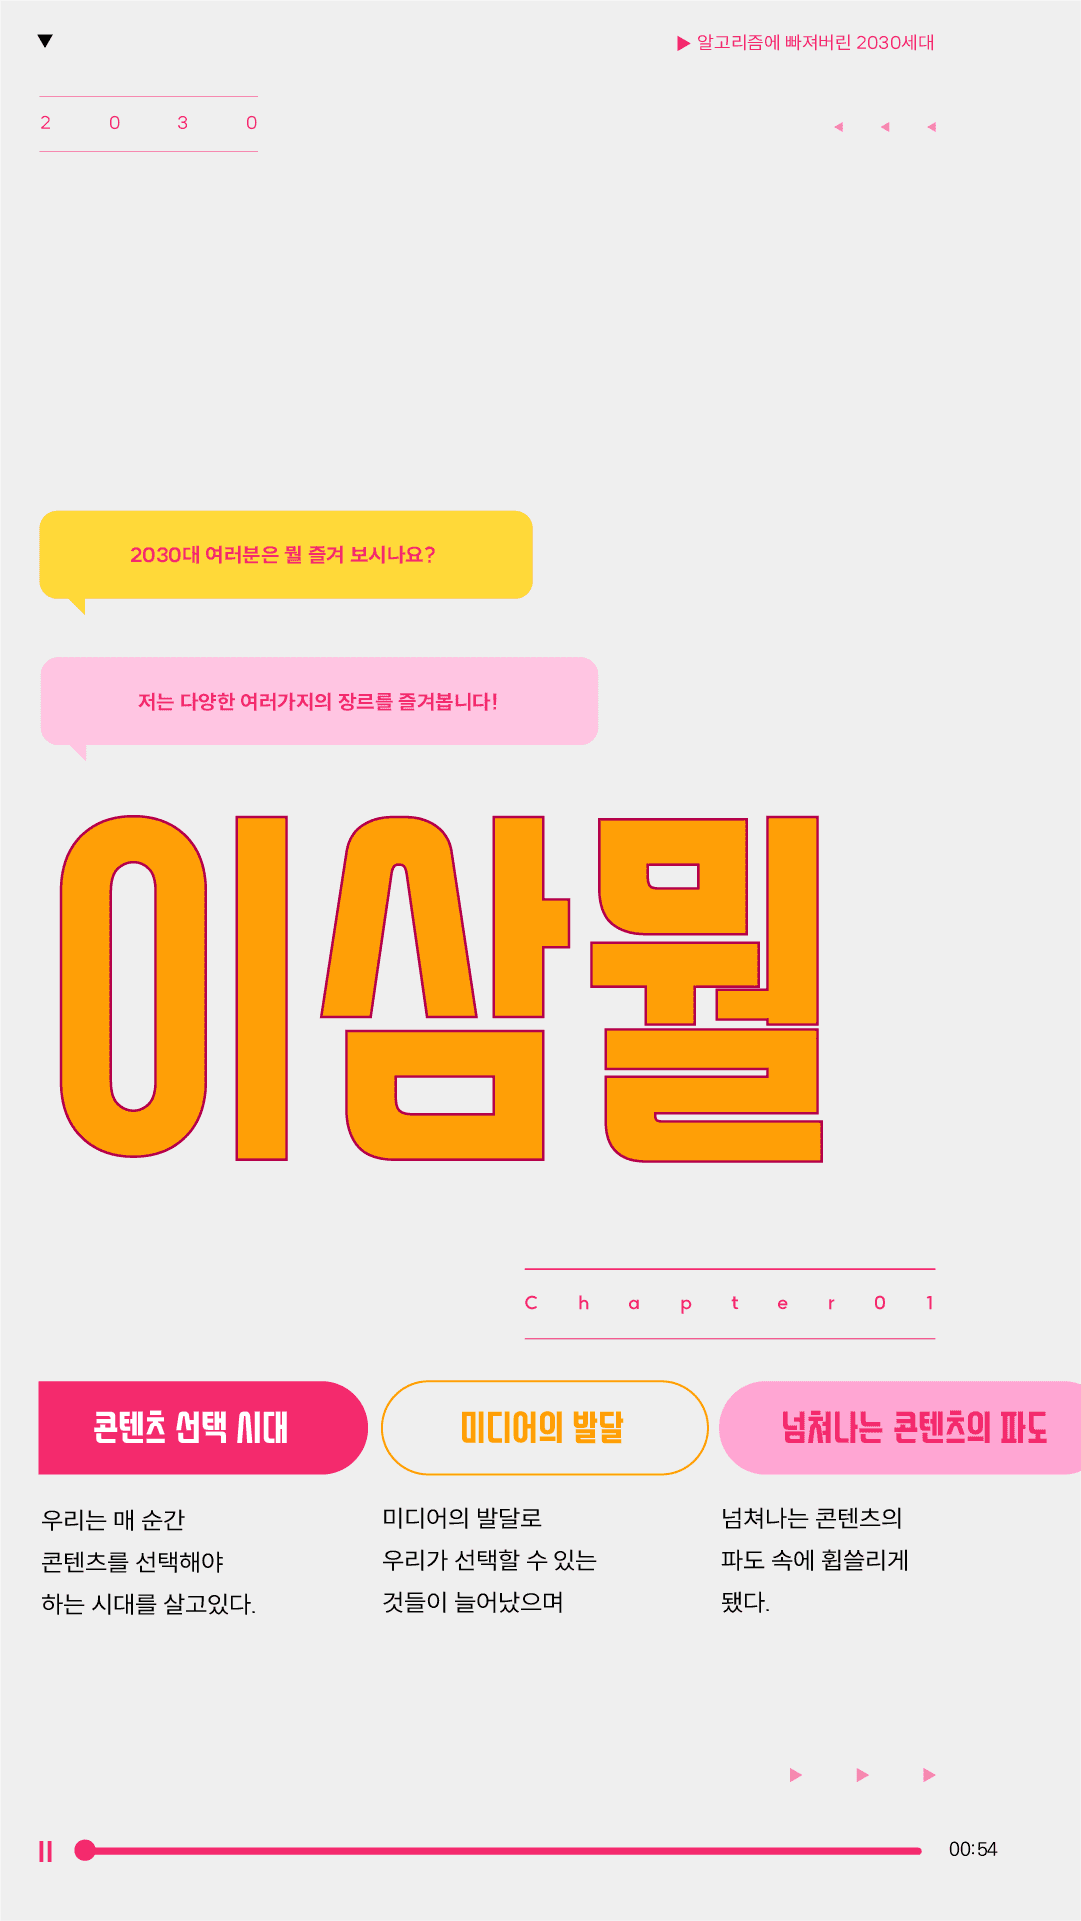 ▶ 알고리즘에 빠져버린 2030세대
2 0 3 0
2030대 여러분은 뭘 즐겨 보시나요?
저는 다양한 여러가지의 장르를 즐겨봅니다!
이삼뭘
C h a p t e r 0 1
콘텐츠 선택 시대
우리는 매 순간
콘텐츠를 선택해야
하는 시대를 살고있다.
미디어의 발달
미디어의 발달로
우리가 선택할 수 있는
것들이 늘어났으며
넘쳐나는 콘텐츠의 파도
넘쳐나는 콘텐츠의
파도 속에 휩쓸리게
됐다.
00:54